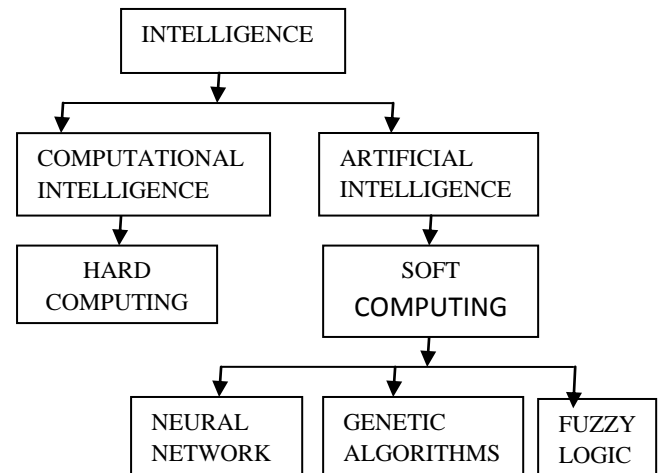 INTELLIGENCE
COMPUTATIONAL
INTELLIGENCE
ARTIFICIAL
INTELLIGENCE
HARD
COMPUTING
SOFT
COMPUTING
NEURAL
NETWORK
GENETIC
ALGORITHMS
FUZZY
LOGIC